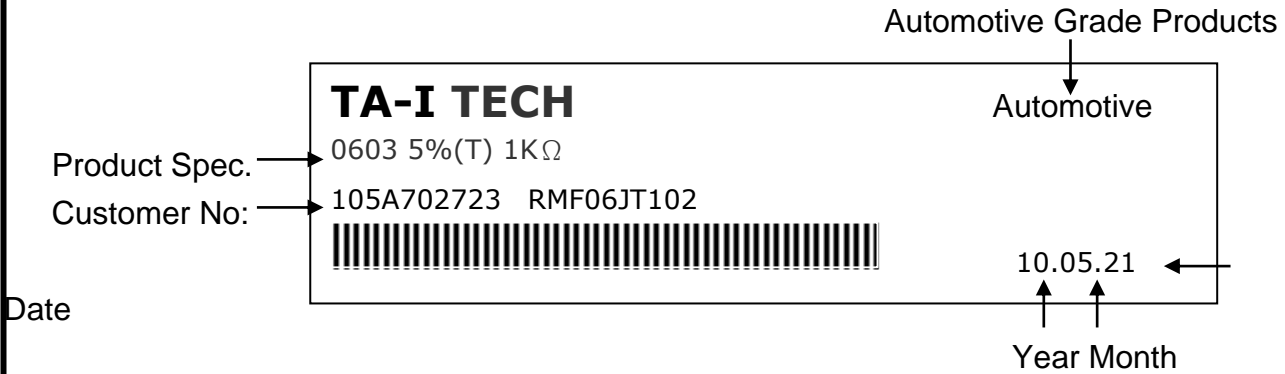 Automotive Grade Products
TA-I TECH
Automotive
0603 5%(T) 1KΩ
Product Spec.
105A702723 RMF06JT102
Customer No:
10.05.21
Date
Year Month